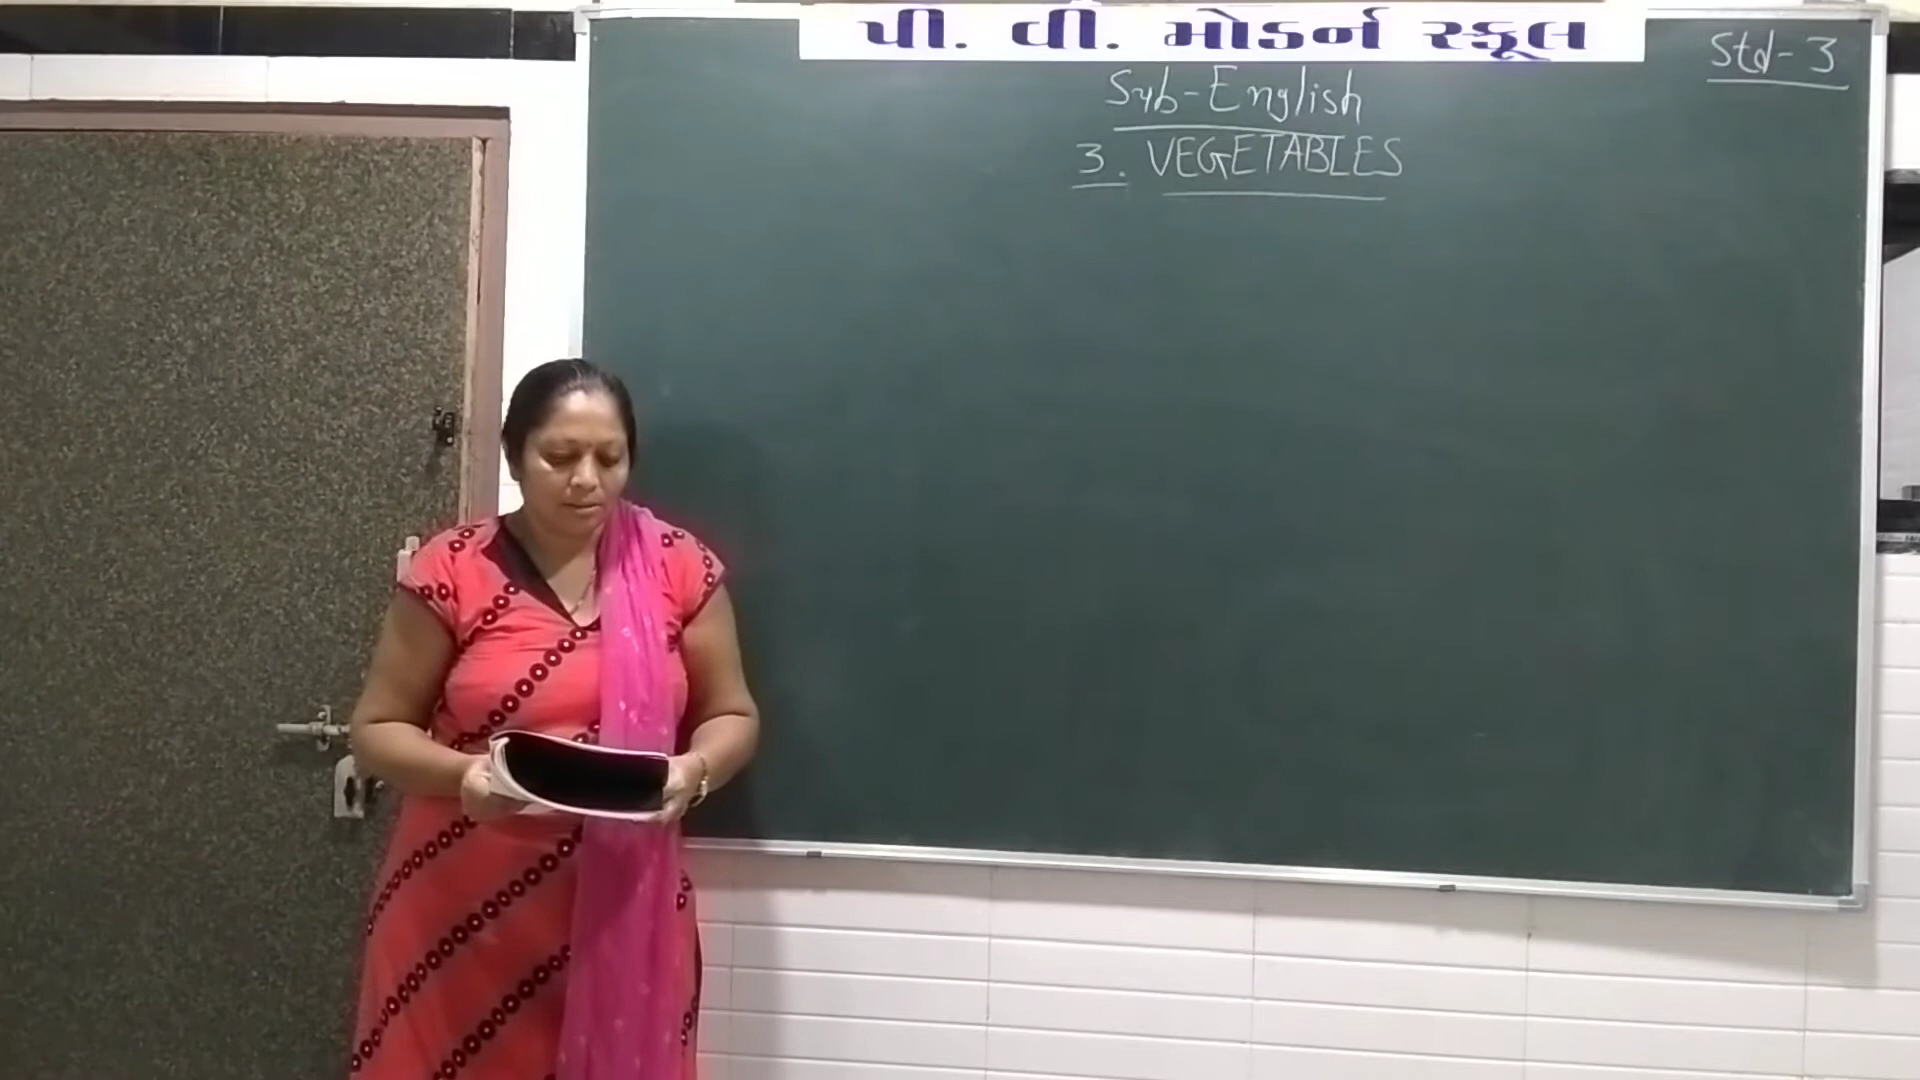 પી. વી. મોડર્ન સ્કૂલ
Std-3
Sub-English
3. VEGETABLES